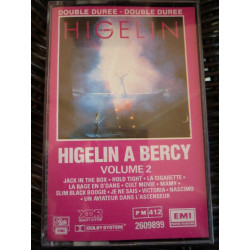 DOUBLE DUREE - DOUBLE DUREE
HIGELIN
HIGELIN A BERCY
VOLUME 2
JACK IN THE BOX • HOLD TIGHT • LA CIGARETTE •
LA RAGE EN D'DANS • CULT MOVIE • MAMY •
SLIM BLACK BOOGIE • JE NE SAIS • VICTORIA • NASCIMO
• UN AVIATEUR DANS L'ASCENSEUR
XDR
PM 412
EMI
DOLBY SYSTEM
2609899